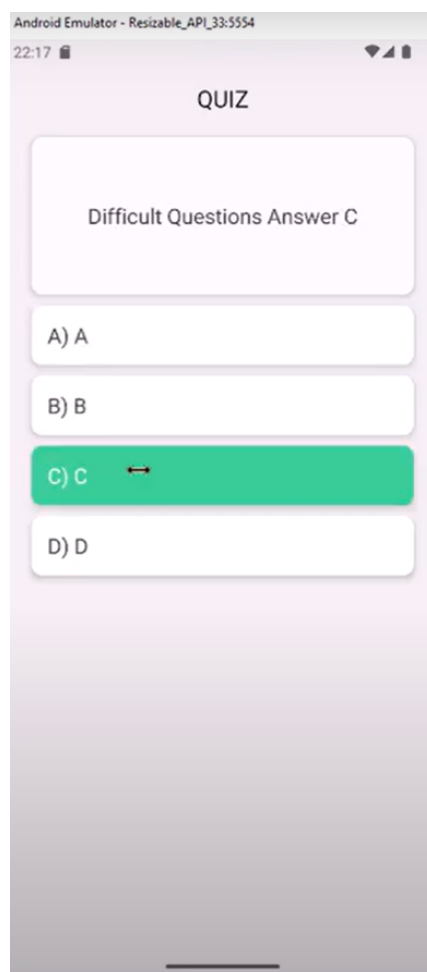 Android Emulator - Resizable_API_33:5554
22:17
QUIZ
Difficult Questions Answer C
A) A
B) B
C) C
D) D